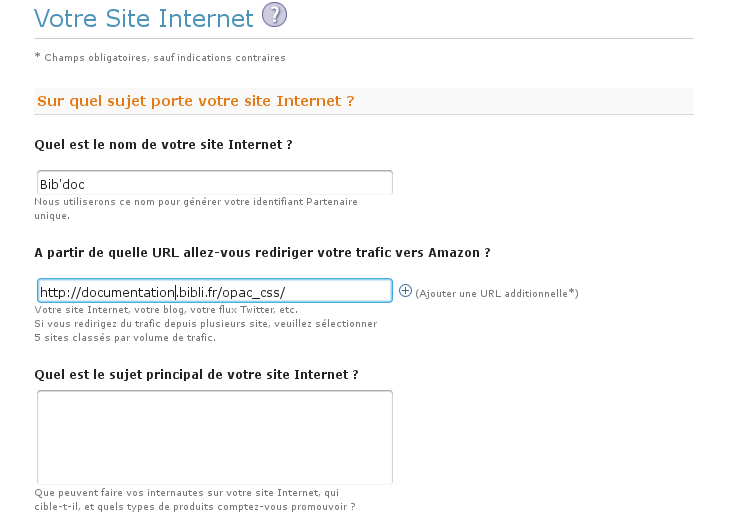 Votre Site Internet ?
* Champs obligatoires, sauf indications contraires
Sur quel sujet porte votre site Internet ?
Quel est le nom de votre site Internet ?
Bib'doc
Nous utiliserons ce nom pour générer votre identifiant Partenaire
unique.
A partir de quelle URL allez-vous rediriger votre trafic vers Amazon ?
http://documentation.bibli.fr/opac_css/
(Ajouter une URL additionnelle*)
Votre site Internet, votre blog, votre flux Twitter, etc.
Si vous redirigez du trafic depuis plusieurs site, veuillez sélectionner
5 sites classés par volume de trafic.
Quel est le sujet principal de votre site Internet ?
Que peuvent faire vos internautes sur votre site Internet, qui
cible-t-il, et quels types de produits comptez-vous promouvoir ?